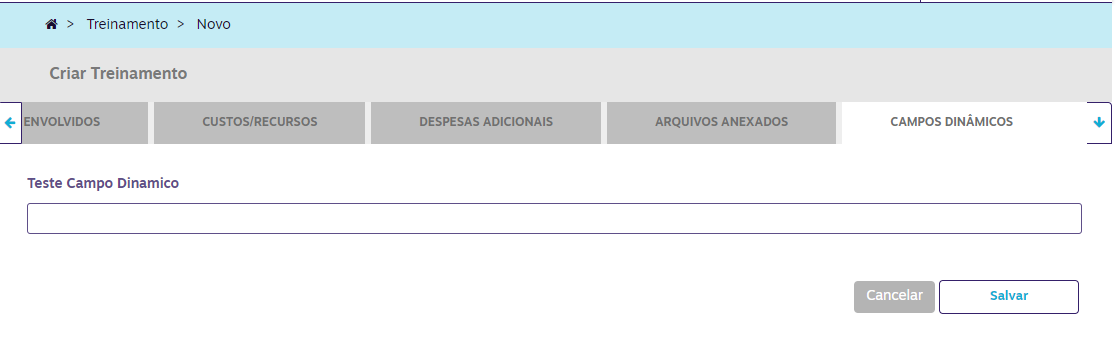 > Treinamento > Novo
Criar Treinamento
ENVOLVIDOS CUSTOS/RECURSOS DESPESAS ADICIONAIS ARQUIVOS ANEXADOS CAMPOS DINÂMICOS
Teste Campo Dinamico
Cancelar Salvar